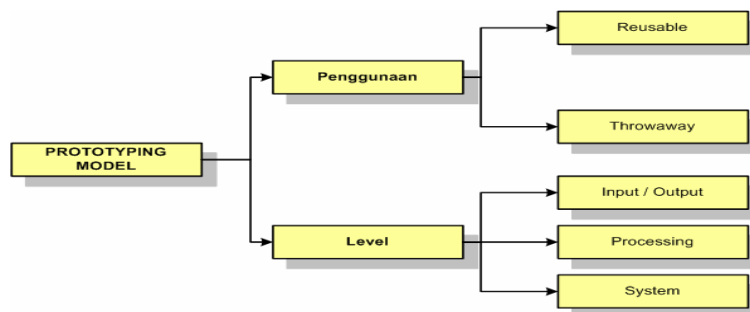 PROTOTYPING
MODEL
Penggunaan
Reusable
Throwaway
Level
Input / Output
Processing
System